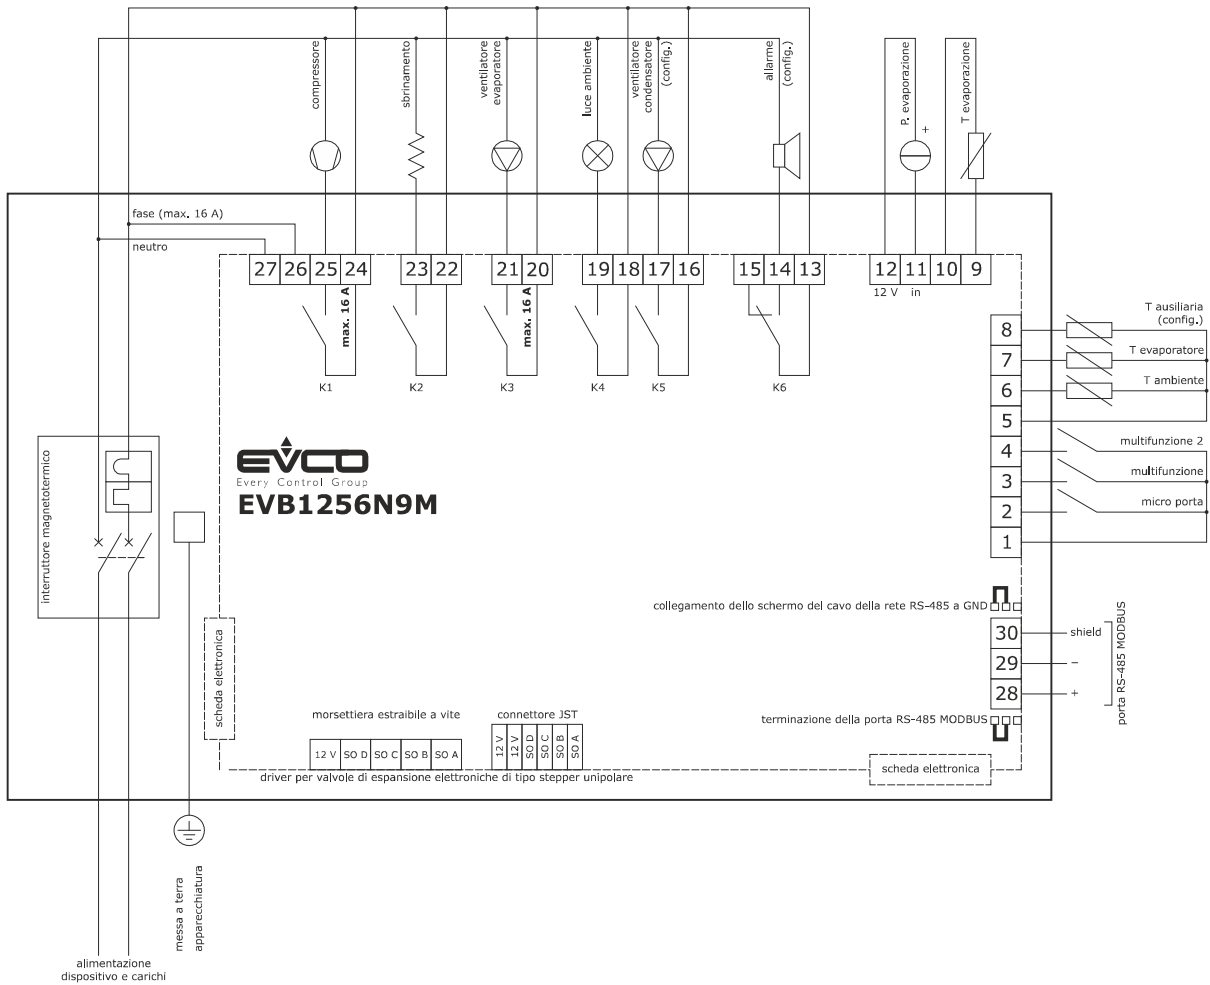 compressore
sbrinamento
ventilatore
evaporatore
luce ambiente
ventilatore
condensatore
(config.)
allarme
(config.)
P. evaporazione
+
T evaporazione
fase (max. 16 A)
neutro
27 26 25 24
23 22
21 20
19 18 17 16
15 14 13
12 11 10 9
12 V in
max. 16 A
max. 16 A
K1
K2
K3
K4
K5
K6
8
7
6
5
4
3
2
1
T ausiliaria
(config.)
T evaporatore
T ambiente
multifunzione 2
multifunzione
micro porta
interruttore magnetotermico
EVCO
Every Control Group
EVB1256N9M
collegamento dello schermo del cavo della rete RS-485 a GND
30 shield
29 –
28 +
porta RS-485 MODBUS
terminazione della porta RS-485 MODBUS
scheda elettronica
morsettiera estraibile a vite
12 V SO D SO C SO B SO A
connettore JST
12 V
12 V
SO D
SO C
SO B
SO A
driver per valvole di espansione elettroniche di tipo stepper unipolare
scheda elettronica
messa a terra
apparecchiatura
alimentazione
dispositivo e carichi